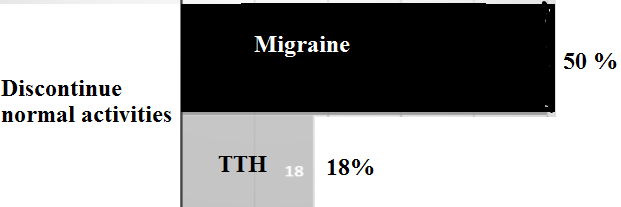 Migraine
50 %
Discontinue
normal activities
TTH
18
18%